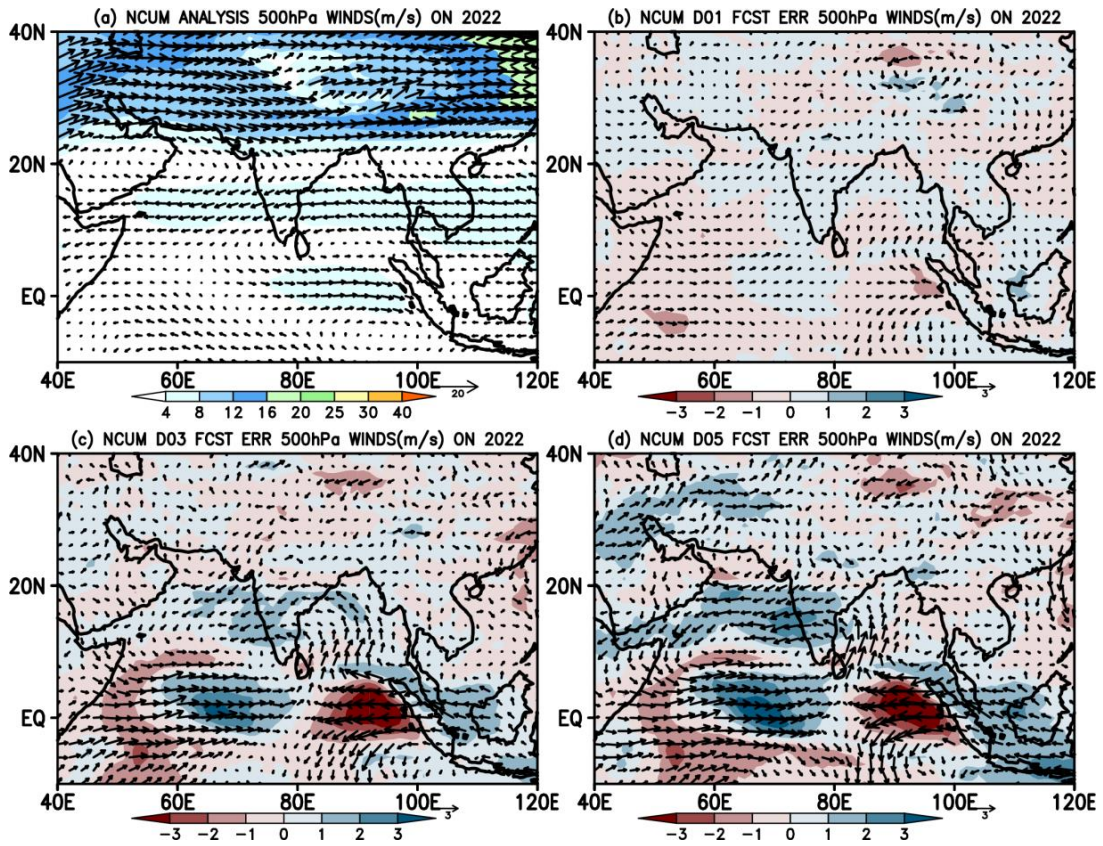 (a) NCUM ANALYSIS 500hPa WINDS(m/s) ON 2022
40N
20N
EQ
40E 60E 80E 100E 120E
20
4 8 12 16 20 25 30 40
(b) NCUM D01 FCST ERR 500hPa WINDS(m/s) ON 2022
40N
20N
EQ
40E 60E 80E 100E 120E
3
−3 −2 −1 0 1 2 3
(c) NCUM D03 FCST ERR 500hPa WINDS(m/s) ON 2022
40N
20N
EQ
40E 60E 80E 100E 120E
3
−3 −2 −1 0 1 2 3
(d) NCUM D05 FCST ERR 500hPa WINDS(m/s) ON 2022
40N
20N
EQ
40E 60E 80E 100E 120E
3
−3 −2 −1 0 1 2 3